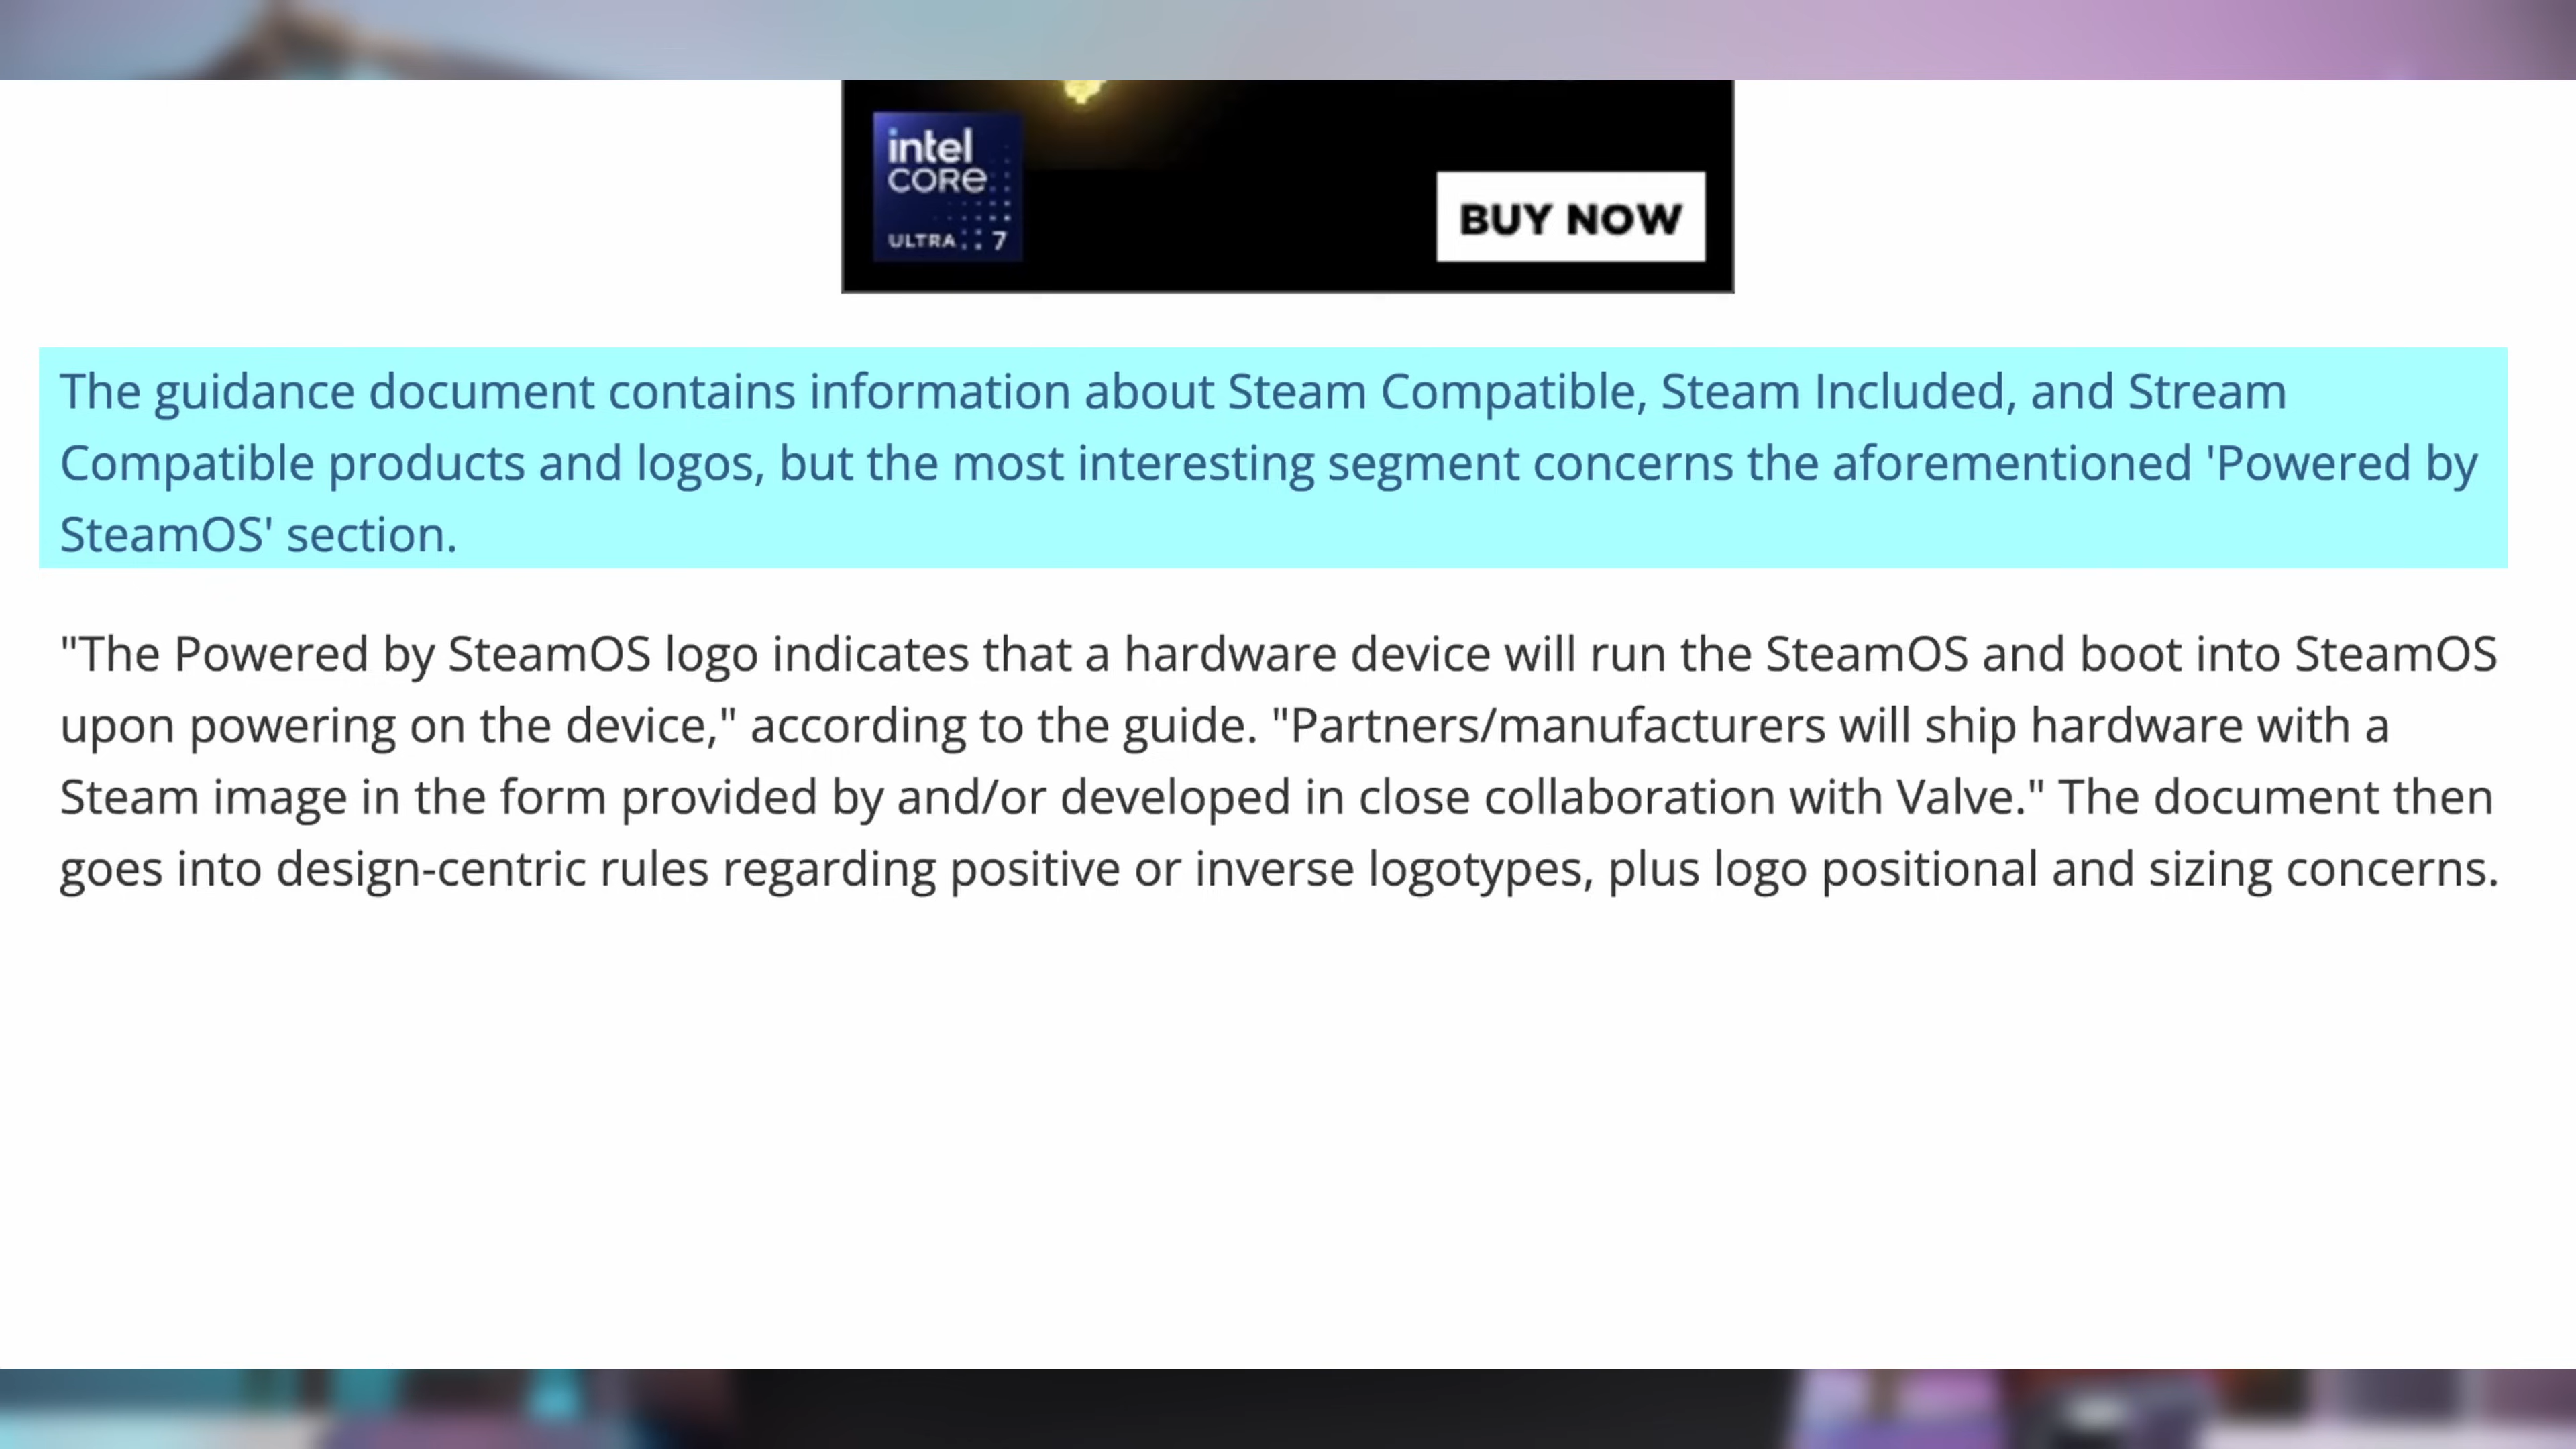 intel
CORE
ULTRA 7
BUY NOW
The guidance document contains information about Steam Compatible, Steam Included, and Stream
Compatible products and logos, but the most interesting segment concerns the aforementioned 'Powered by
SteamOS' section.
"The Powered by SteamOS logo indicates that a hardware device will run the SteamOS and boot into SteamOS
upon powering on the device," according to the guide. "Partners/manufacturers will ship hardware with a
Steam image in the form provided by and/or developed in close collaboration with Valve." The document then
goes into design-centric rules regarding positive or inverse logotypes, plus logo positional and sizing concerns.